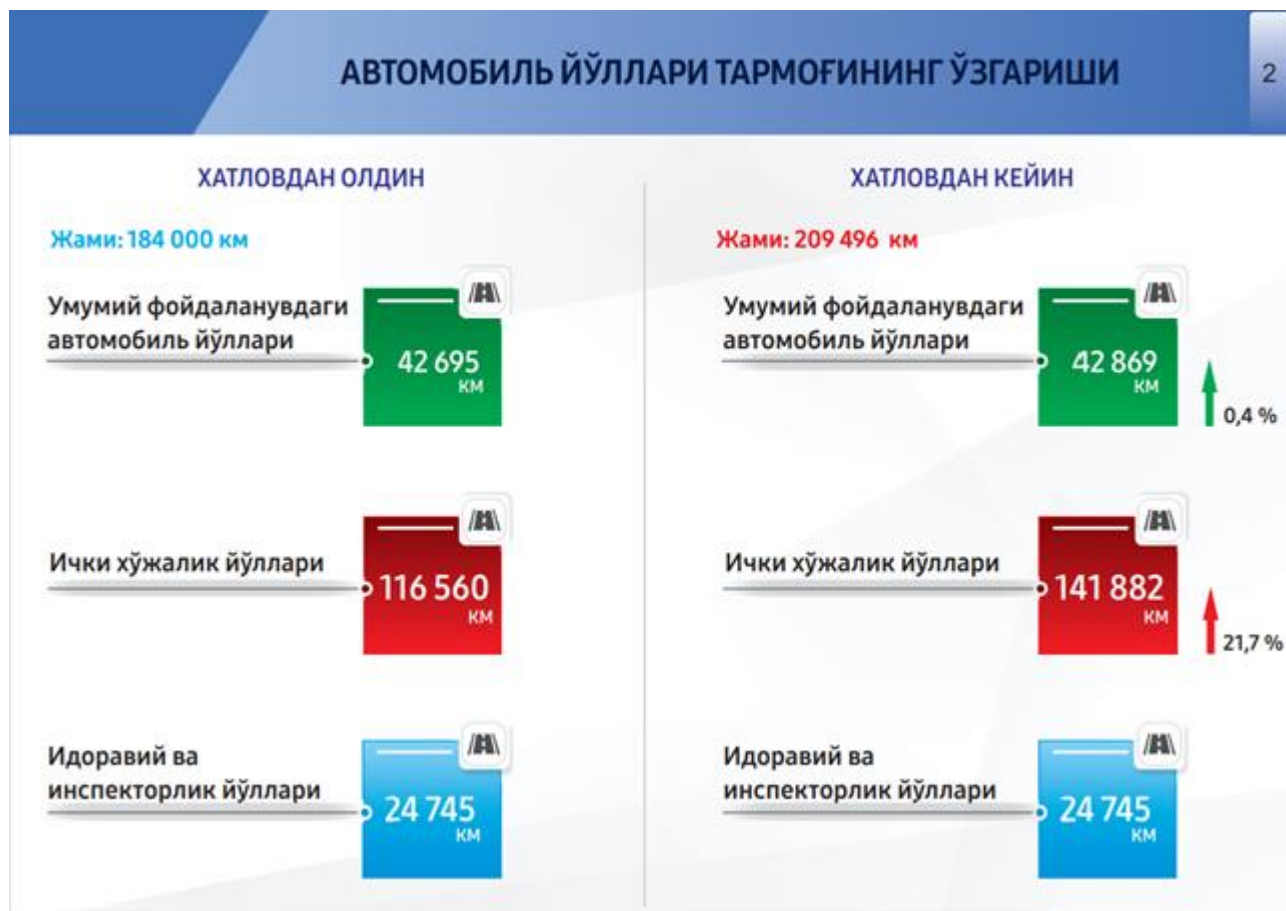 АВТОМОБИЛЬ ЙЎЛЛАРИ ТАРМОҒИНИНГ ЎЗГАРИШИ
2
ХАТЛОВДАН ОЛДИН
Жами: 184 000 км
Умумий фойдаланувдаги
автомобиль йўллари
42 695
КМ
Ички хўжалик йўллари
116 560
КМ
Идоравий ва
инспекторлик йўллари
24 745
КМ
ХАТЛОВДАН КЕЙИН
Жами: 209 496 км
Умумий фойдаланувдаги
автомобиль йўллари
42 869
КМ
0,4 %
Ички хўжалик йўллари
141 882
КМ
21,7 %
Идоравий ва
инспекторлик йўллари
24 745
КМ